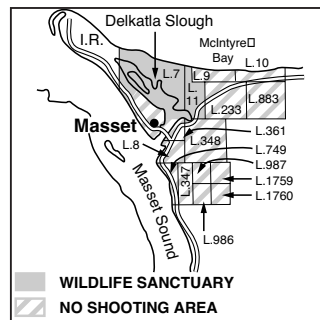 Delkatla Slough
I.R.
McIntyre
Bay
L.7
L.9
L.10
L.11
L.233
L.883
Masset
L.361
L.8
L.348
L.749
L.987
L.347
L.1759
L.1760
Masset Sound
L.986
WILDLIFE SANCTUARY
NO SHOOTING AREA